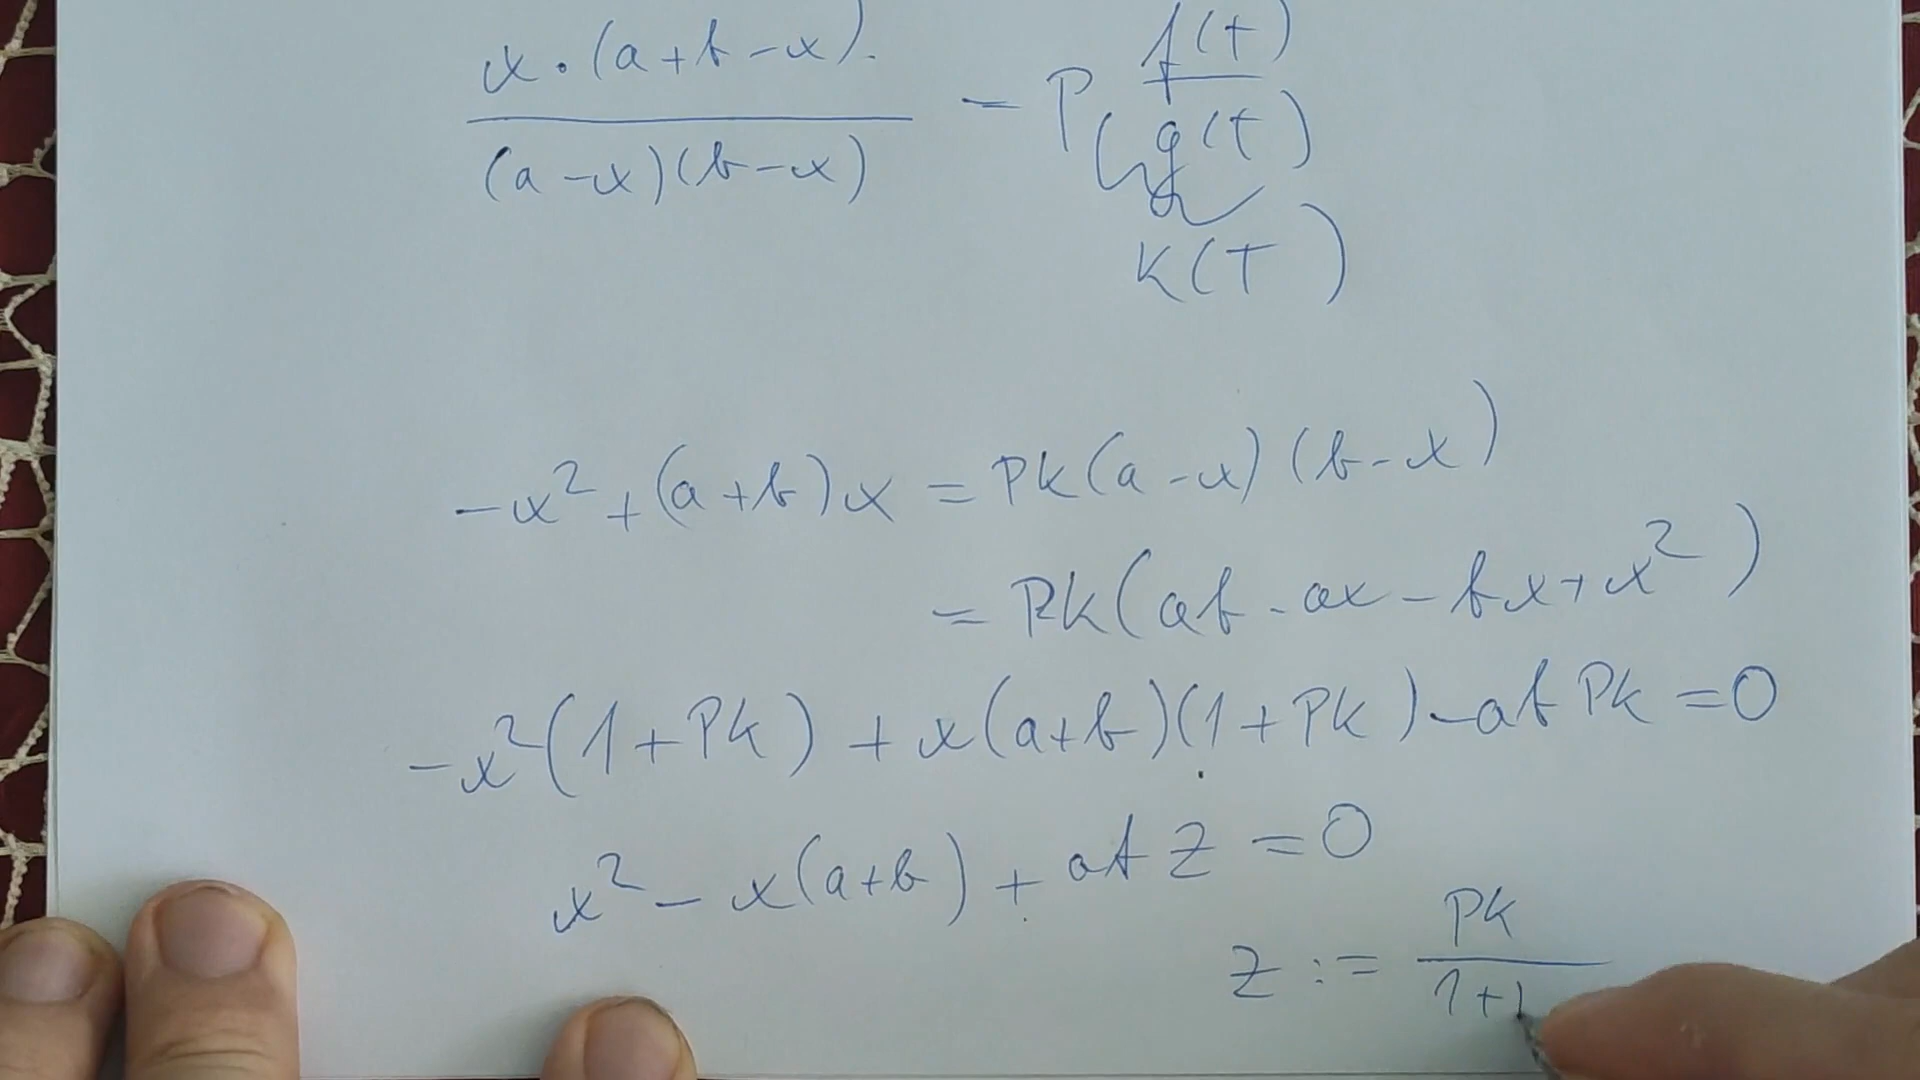 x·(a+b-x).
/
(a-x)(b-x) - P f(T)/g(T)
K(T)
-x²+(a+b)x = PK(a-x)(b-x)
= PK(ab-ax-bx+x²)
-x²(1+PK)+x(a+b)(1+PK)-abPK=0
x²-x(a+b)+abz=0
z:= PK
1+